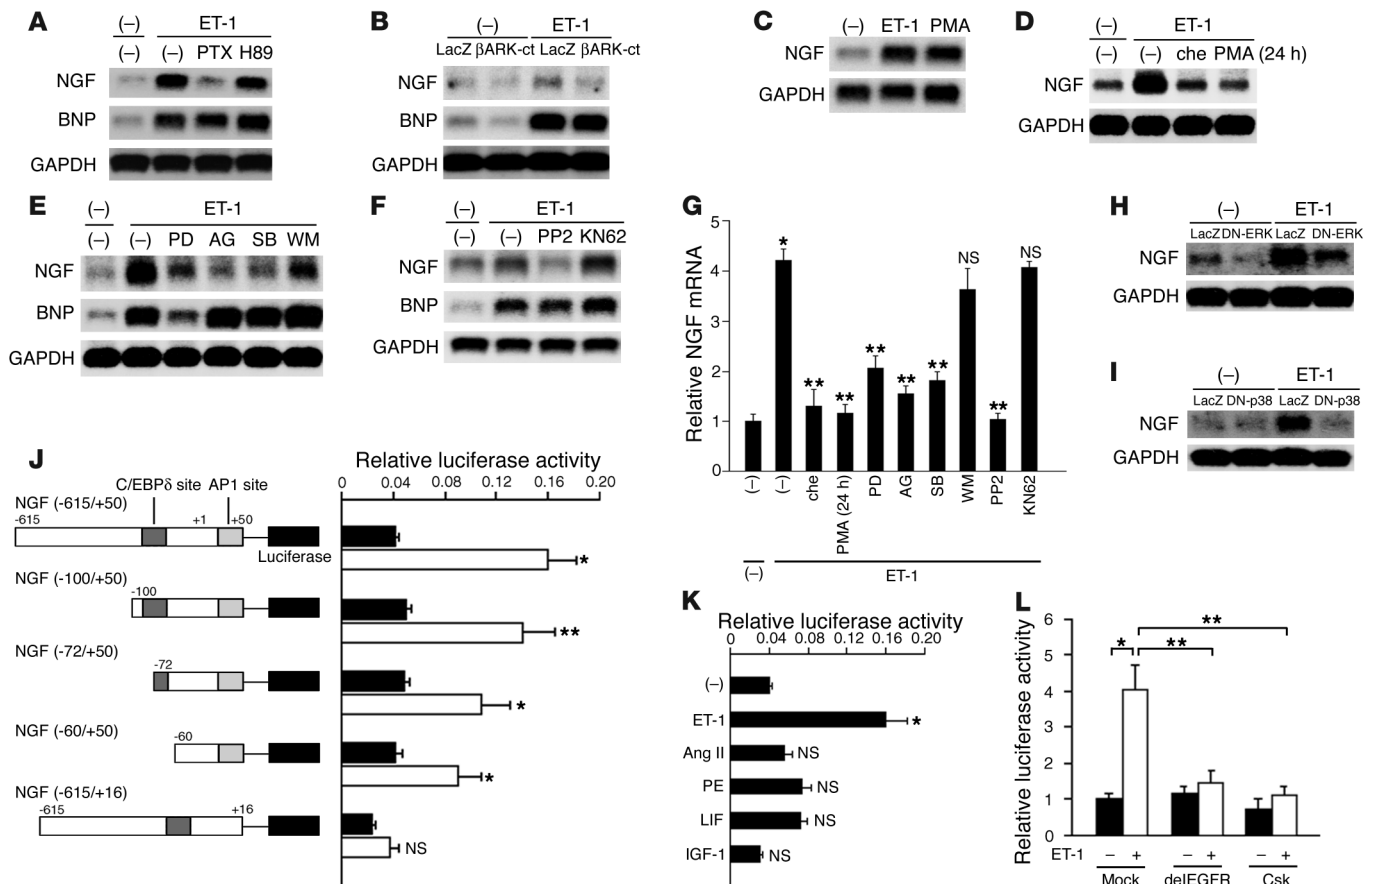 A
(–) ET-1
(–) (–) PTX H89
NGF
BNP
GAPDH
B
(–) ET-1
LacZ βARK-ct LacZ βARK-ct
NGF
BNP
GAPDH
C
(–) ET-1 PMA
NGF
GAPDH
D
(–) ET-1
(–) (–) che PMA (24 h)
NGF
GAPDH
E
(–) ET-1
(–) (–) PD AG SB WM
NGF
BNP
GAPDH
F
(–) ET-1
(–) (–) PP2 KN62
NGF
BNP
GAPDH
G
Relative NGF mRNA
5
4
3
2
1
0
* ** ** ** ** ** NS ** NS
(–) (–) che PMA (24 h) PD AG SB WM PP2 KN62
(–) ET-1
H
(–) ET-1
LacZ DN-ERK LacZ DN-ERK
NGF
GAPDH
I
(–) ET-1
LacZ DN-p38 LacZ DN-p38
NGF
GAPDH
J
Relative luciferase activity
0 0.04 0.08 0.12 0.16 0.20
C/EBPδ site AP1 site
NGF (-615/+50)
-615 +1 +50
Luciferase
*
NGF (-100/+50)
-100
**
NGF (-72/+50)
-72
*
NGF (-60/+50)
-60
*
NGF (-615/+16)
-615 +16
NS
K
Relative luciferase activity
0 0.04 0.08 0.12 0.16 0.20
(–)
ET-1 *
Ang II NS
PE NS
LIF NS
IGF-1 NS
L
Relative luciferase activity
6
5
4
3
2
1
0
**
* **
ET-1 – + – + – +
Mock delEGFR Csk